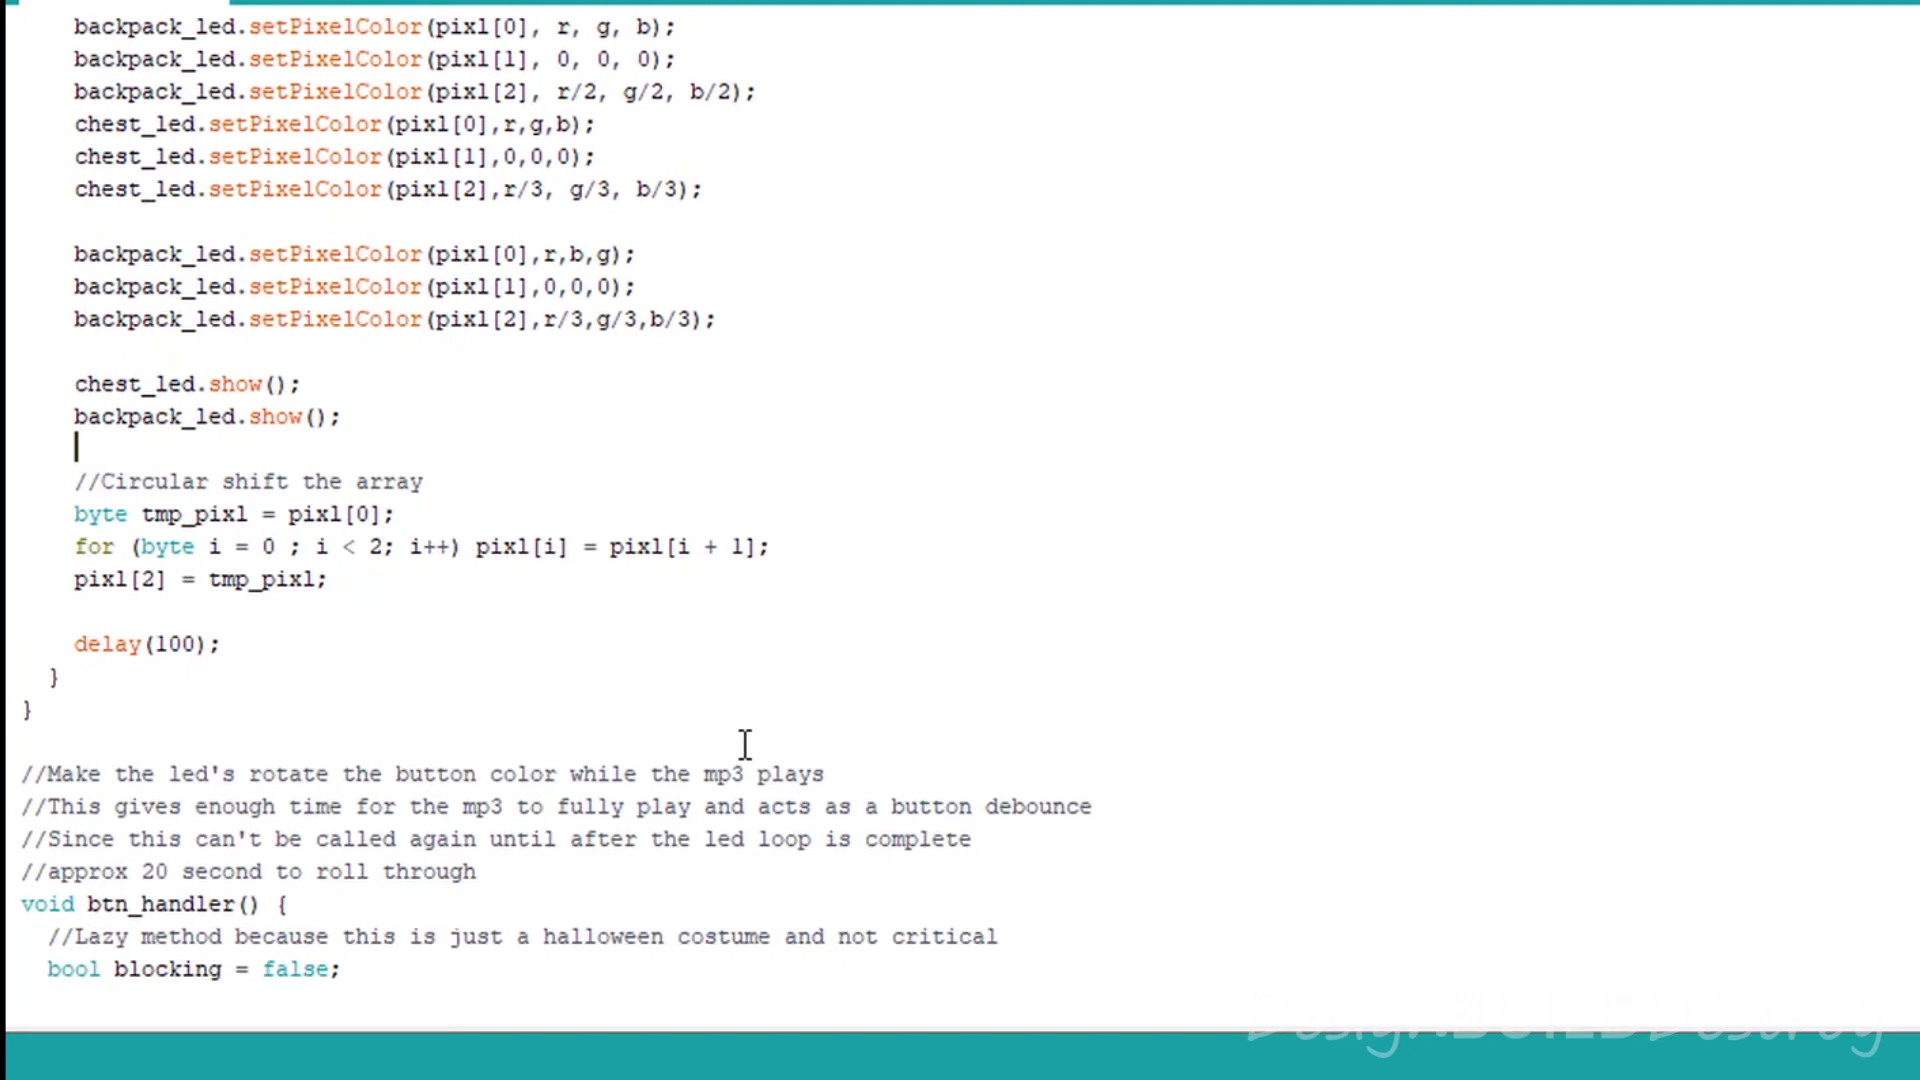 backpack_led.setPixelColor(pixl[0], r, g, b);
backpack_led.setPixelColor(pixl[1], 0, 0, 0);
backpack_led.setPixelColor(pixl[2], r/2, g/2, b/2);
chest_led.setPixelColor(pixl[0],r,g,b);
chest_led.setPixelColor(pixl[1],0,0,0);
chest_led.setPixelColor(pixl[2],r/3, g/3, b/3);
backpack_led.setPixelColor(pixl[0],r,b,g);
backpack_led.setPixelColor(pixl[1],0,0,0);
backpack_led.setPixelColor(pixl[2],r/3,g/3,b/3);
chest_led.show();
backpack_led.show();
//Circular shift the array
byte tmp_pixl = pixl[0];
for (byte i = 0 ; i < 2; i++) pixl[i] = pixl[i + 1];
pixl[2] = tmp_pixl;
delay(100);
}
}
//Make the led's rotate the button color while the mp3 plays
//This gives enough time for the mp3 to fully play and acts as a button debounce
//Since this can't be called again until after the led loop is complete
//approx 20 second to roll through
void btn_handler() {
//Lazy method because this is just a halloween costume and not critical
bool blocking = false;
DesignBUILDDestroy